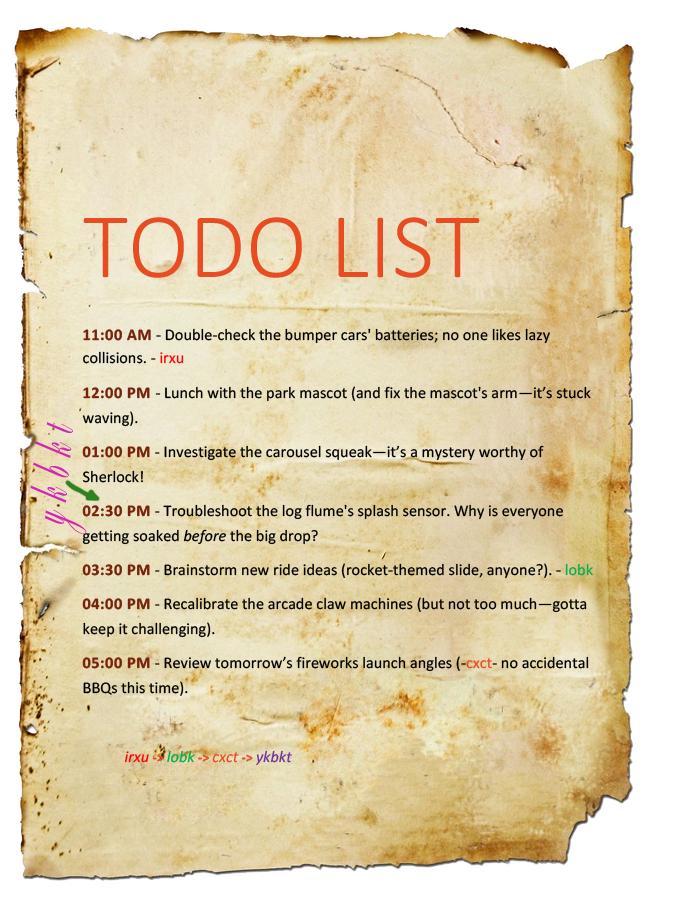 TODO LIST
11:00 AM - Double-check the bumper cars' batteries; no one likes lazy
collisions. - irxu
12:00 PM - Lunch with the park mascot (and fix the mascot's arm—it’s stuck
waving).
01:00 PM - Investigate the carousel squeak—it’s a mystery worthy of
Sherlock!
ykbkt
02:30 PM - Troubleshoot the log flume's splash sensor. Why is everyone
getting soaked before the big drop?
03:30 PM - Brainstorm new ride ideas (rocket-themed slide, anyone?). - lobk
04:00 PM - Recalibrate the arcade claw machines (but not too much—gotta
keep it challenging).
05:00 PM - Review tomorrow’s fireworks launch angles (-cxct- no accidental
BBQs this time).
irxu -> lobk -> cxct -> ykbkt